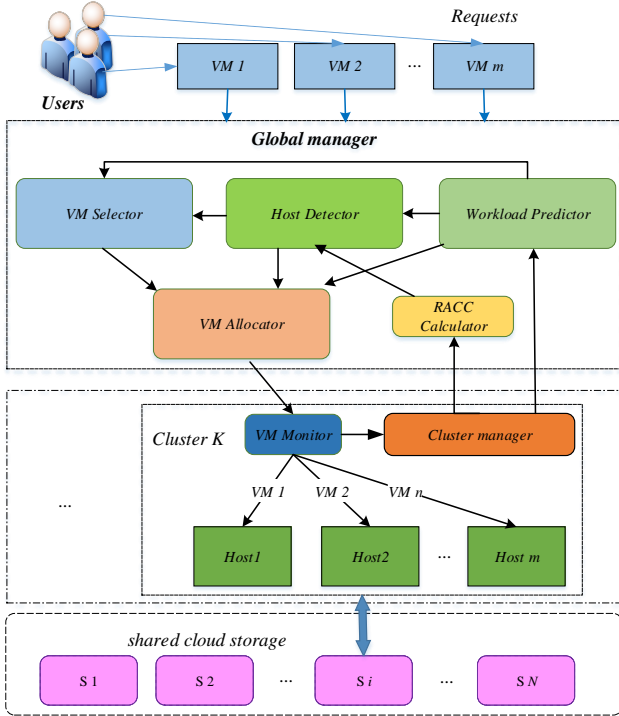 Requests
VM 1
VM 2
...
VM m
Users
Global manager
VM Selector
Host Detector
Workload Predictor
VM Allocator
RACC
Calculator
Cluster K
VM Monitor
Cluster manager
...
VM 1
VM 2
VM n
Host1
Host2
...
Host m
shared cloud storage
S 1
S 2
...
S i
...
S N